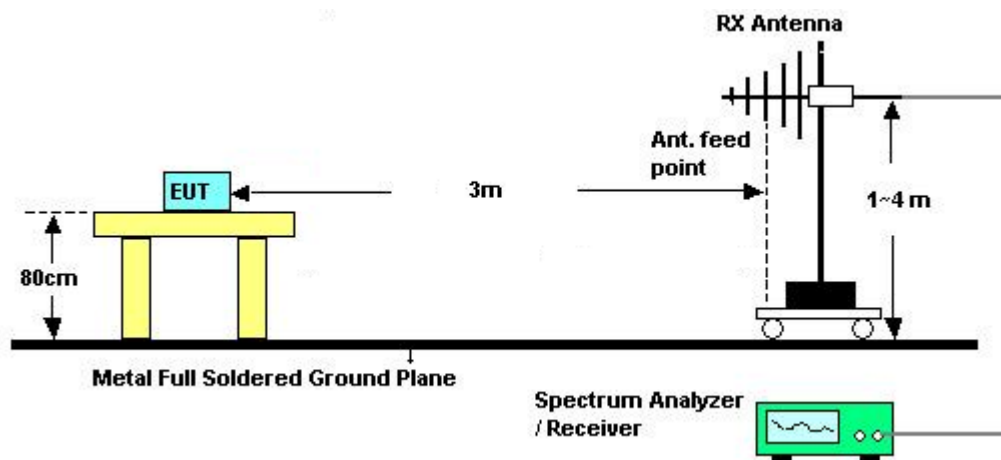 RX Antenna
Ant. feed
point
EUT
3m
1~4 m
80cm
Metal Full Soldered Ground Plane
Spectrum Analyzer
/ Receiver